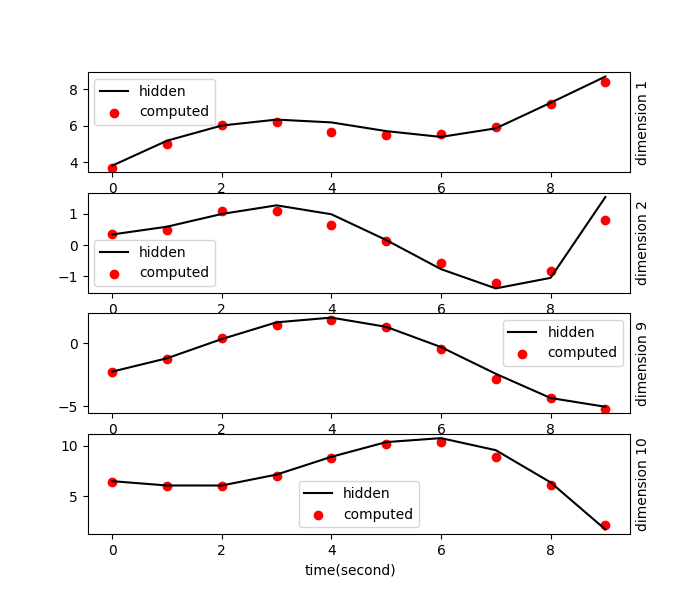 8
6
4
hidden
computed
dimension 1
0
2
4
6
8
1
0
−1
hidden
computed
dimension 2
0
2
4
6
8
0
−5
hidden
computed
dimension 9
0
2
4
6
8
10
5
hidden
computed
dimension 10
0
2
4
6
8
time(second)